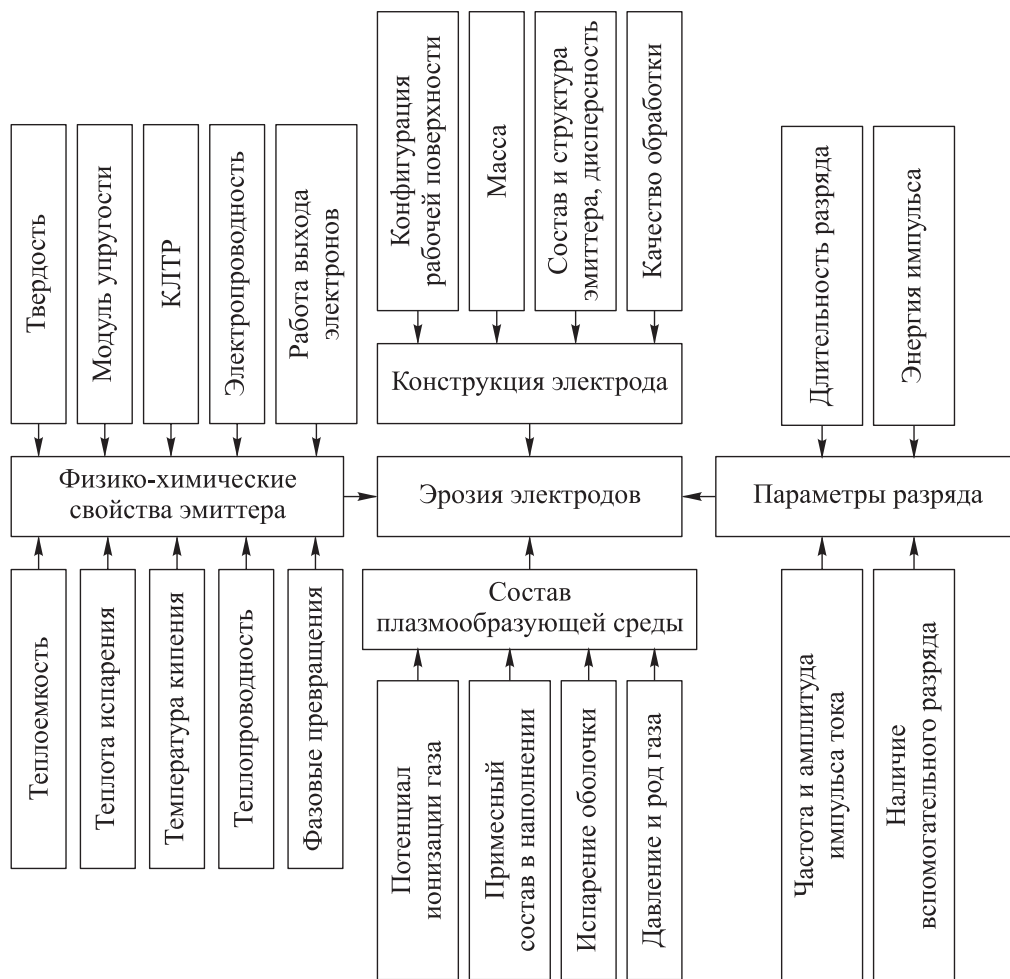 Конфигурация
рабочей поверхности
Масса
Состав и структура
эмиттера, дисперсность
Качество обработки
Твердость
Модуль упругости
КЛТР
Электропроводность
Работа выхода
электронов
Длительность разряда
Энергия импульса
Конструкция электрода
Физико-химические
свойства эмиттера
Эрозия электродов
Параметры разряда
Состав
плазмообразующей среды
Теплоемкость
Теплота испарения
Температура кипения
Теплопроводность
Фазовые превращения
Потенциал
ионизации газа
Примесный
состав в наполнении
Испарение оболочки
Давление и род газа
Частота и амплитуда
импульса тока
Наличие
вспомогательного разряда